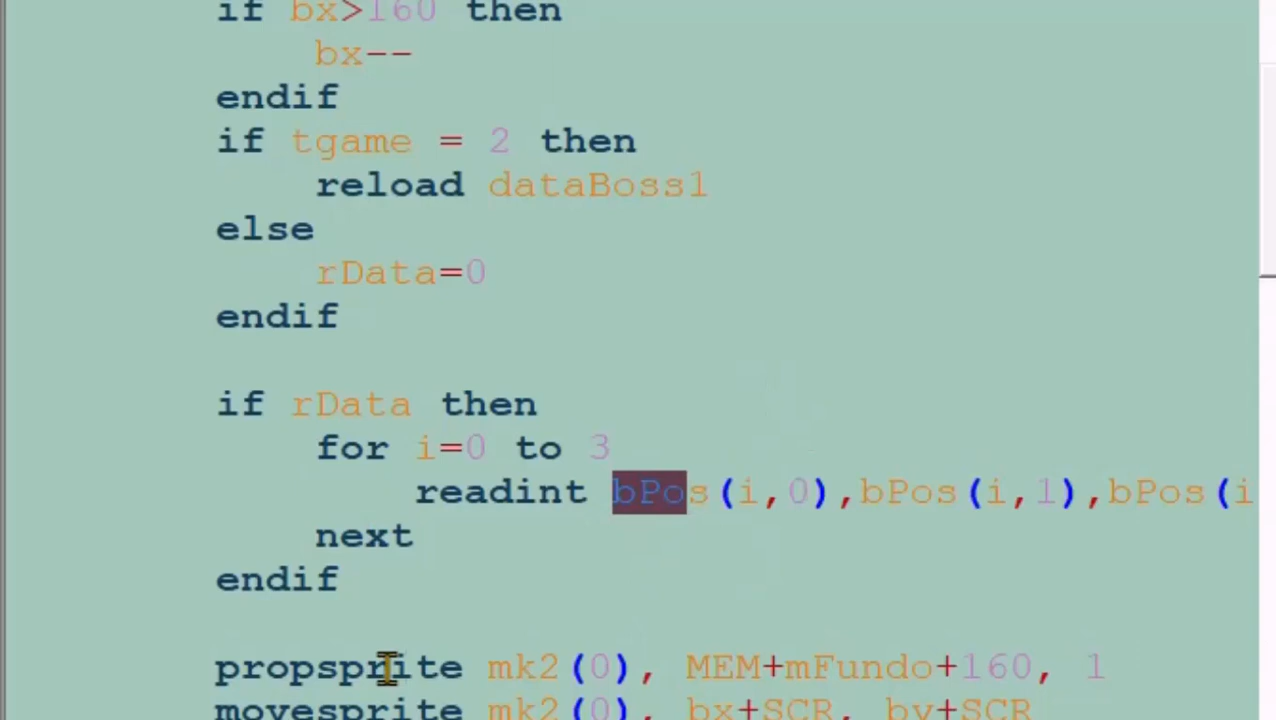 if bx>160 then
bx--
endif
if tgame = 2 then
reload dataBoss1
else
rData=0
endif
if rData then
for i=0 to 3
readint bPos(i,0),bPos(i,1),bPos(i
next
endif
propsprite mk2(0), MEM+mFundo+160, 1
movesprite mk2(0), bx+SCR, by+SCR